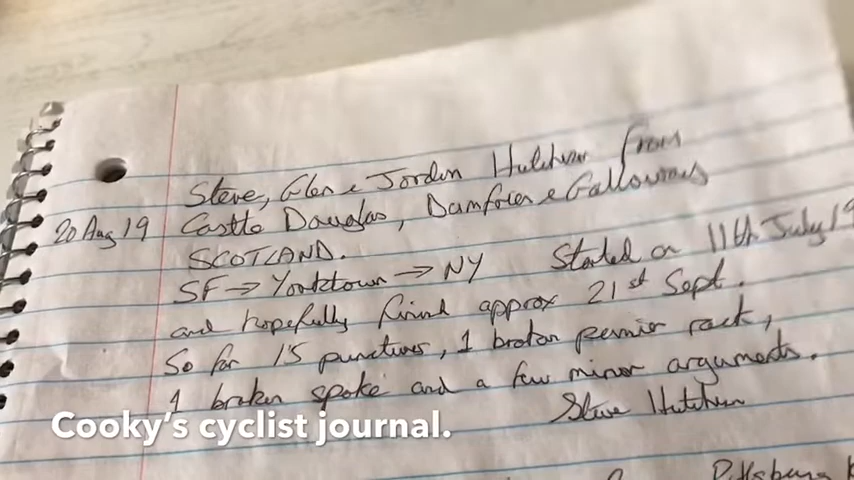 Steve, Glen & Jordan Hutcheon from
20 Aug 19 Castle Douglas, Dumfries & Galloway
SCOTLAND.
SF → Yorktown → NY Started on 11th July 19
and hopefully finish approx 21st Sept.
So far 15 punctures, 1 broken pannier rack,
1 broken spoke and a few minor arguments.
Steve
Cooky's cyclist journal.
Pittsburg